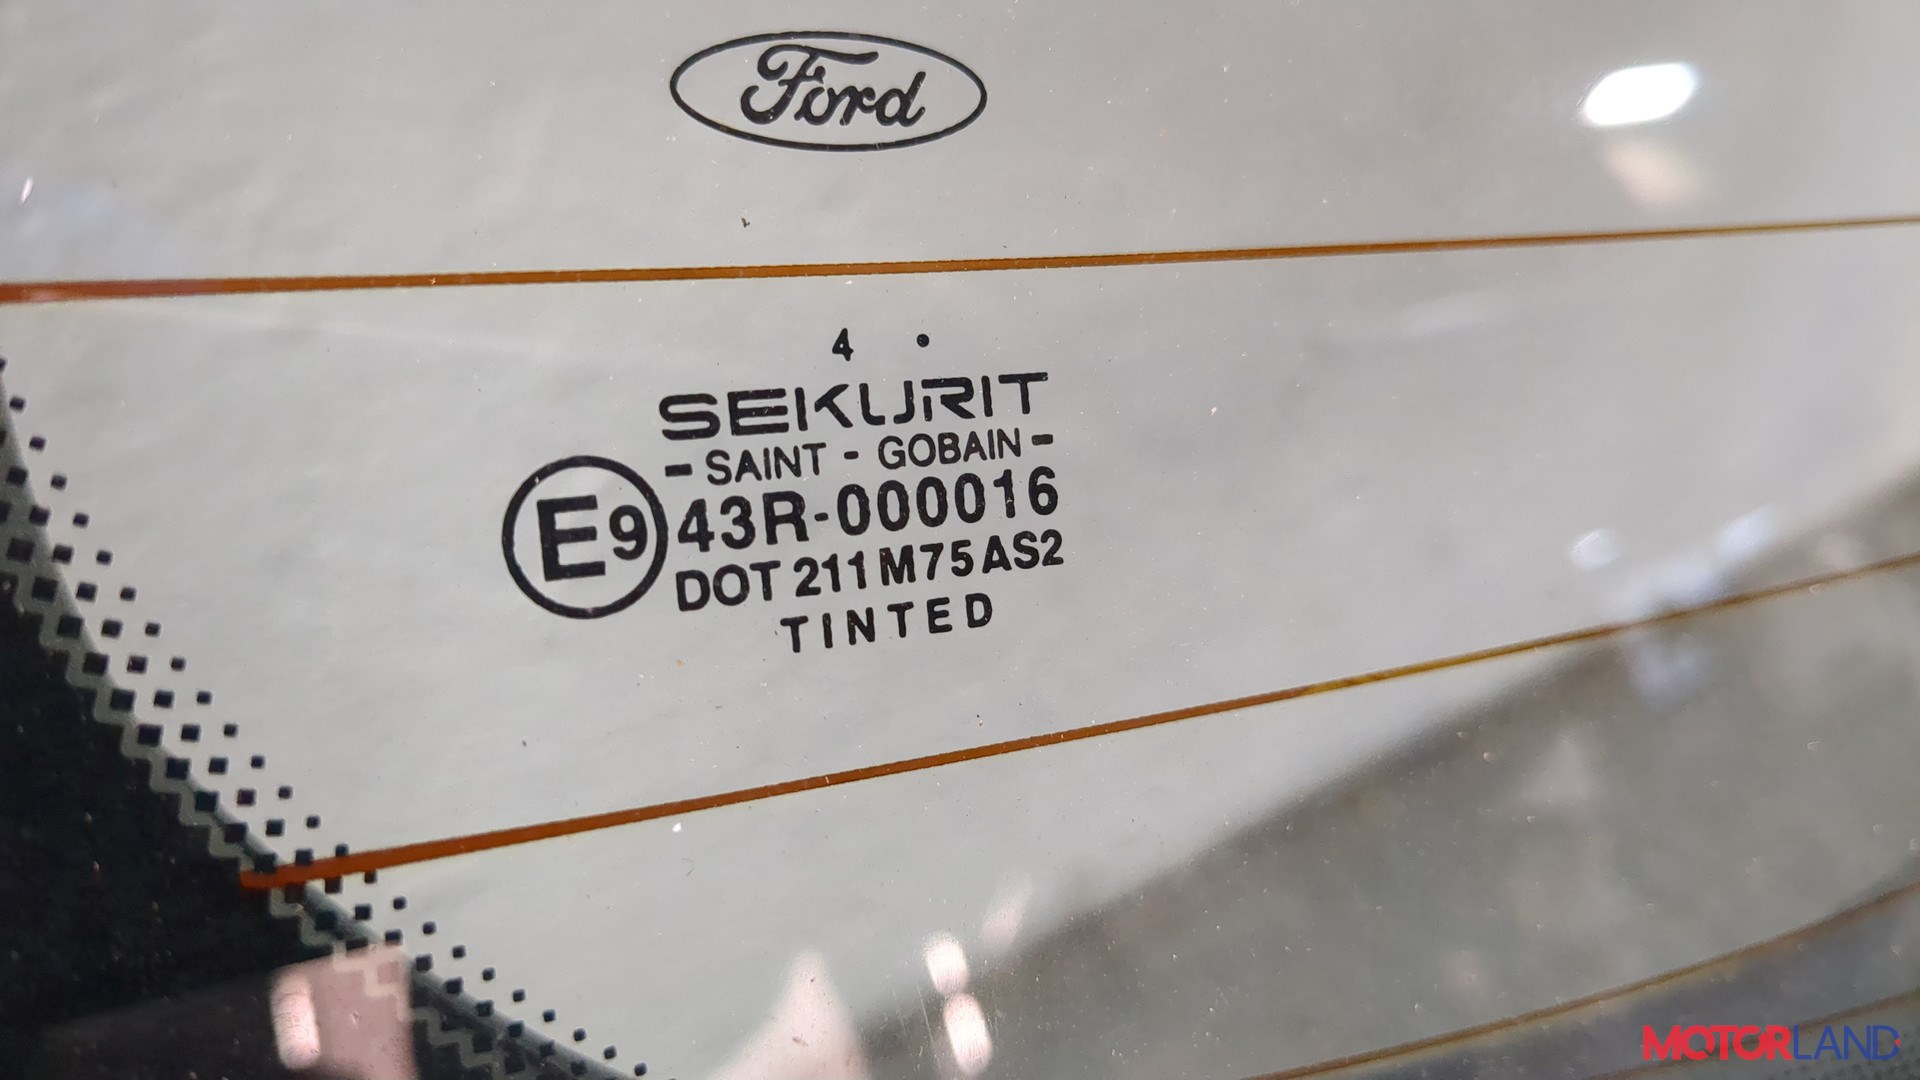 Ford
4 •
SEKURIT
- SAINT - GOBAIN -
E9 43R-000016
DOT 211 M75 AS2
TINTED
MOTORLAND